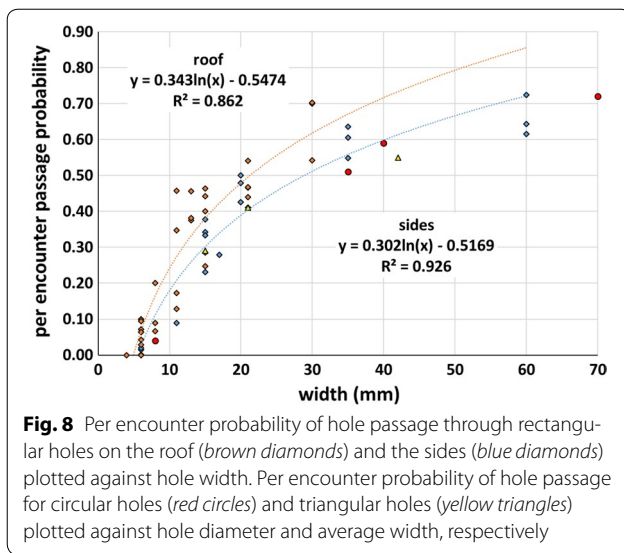 0.90
0.80
0.70
0.60
0.50
0.40
0.30
0.20
0.10
0.00
per encounter passage probability
roof
y = 0.343ln(x) - 0.5474
R² = 0.862
sides
y = 0.302ln(x) - 0.5169
R² = 0.926
0 10 20 30 40 50 60 70
width (mm)
Fig. 8 Per encounter probability of hole passage through rectangu-
lar holes on the roof (brown diamonds) and the sides (blue diamonds)
plotted against hole width. Per encounter probability of hole passage
for circular holes (red circles) and triangular holes (yellow triangles)
plotted against hole diameter and average width, respectively